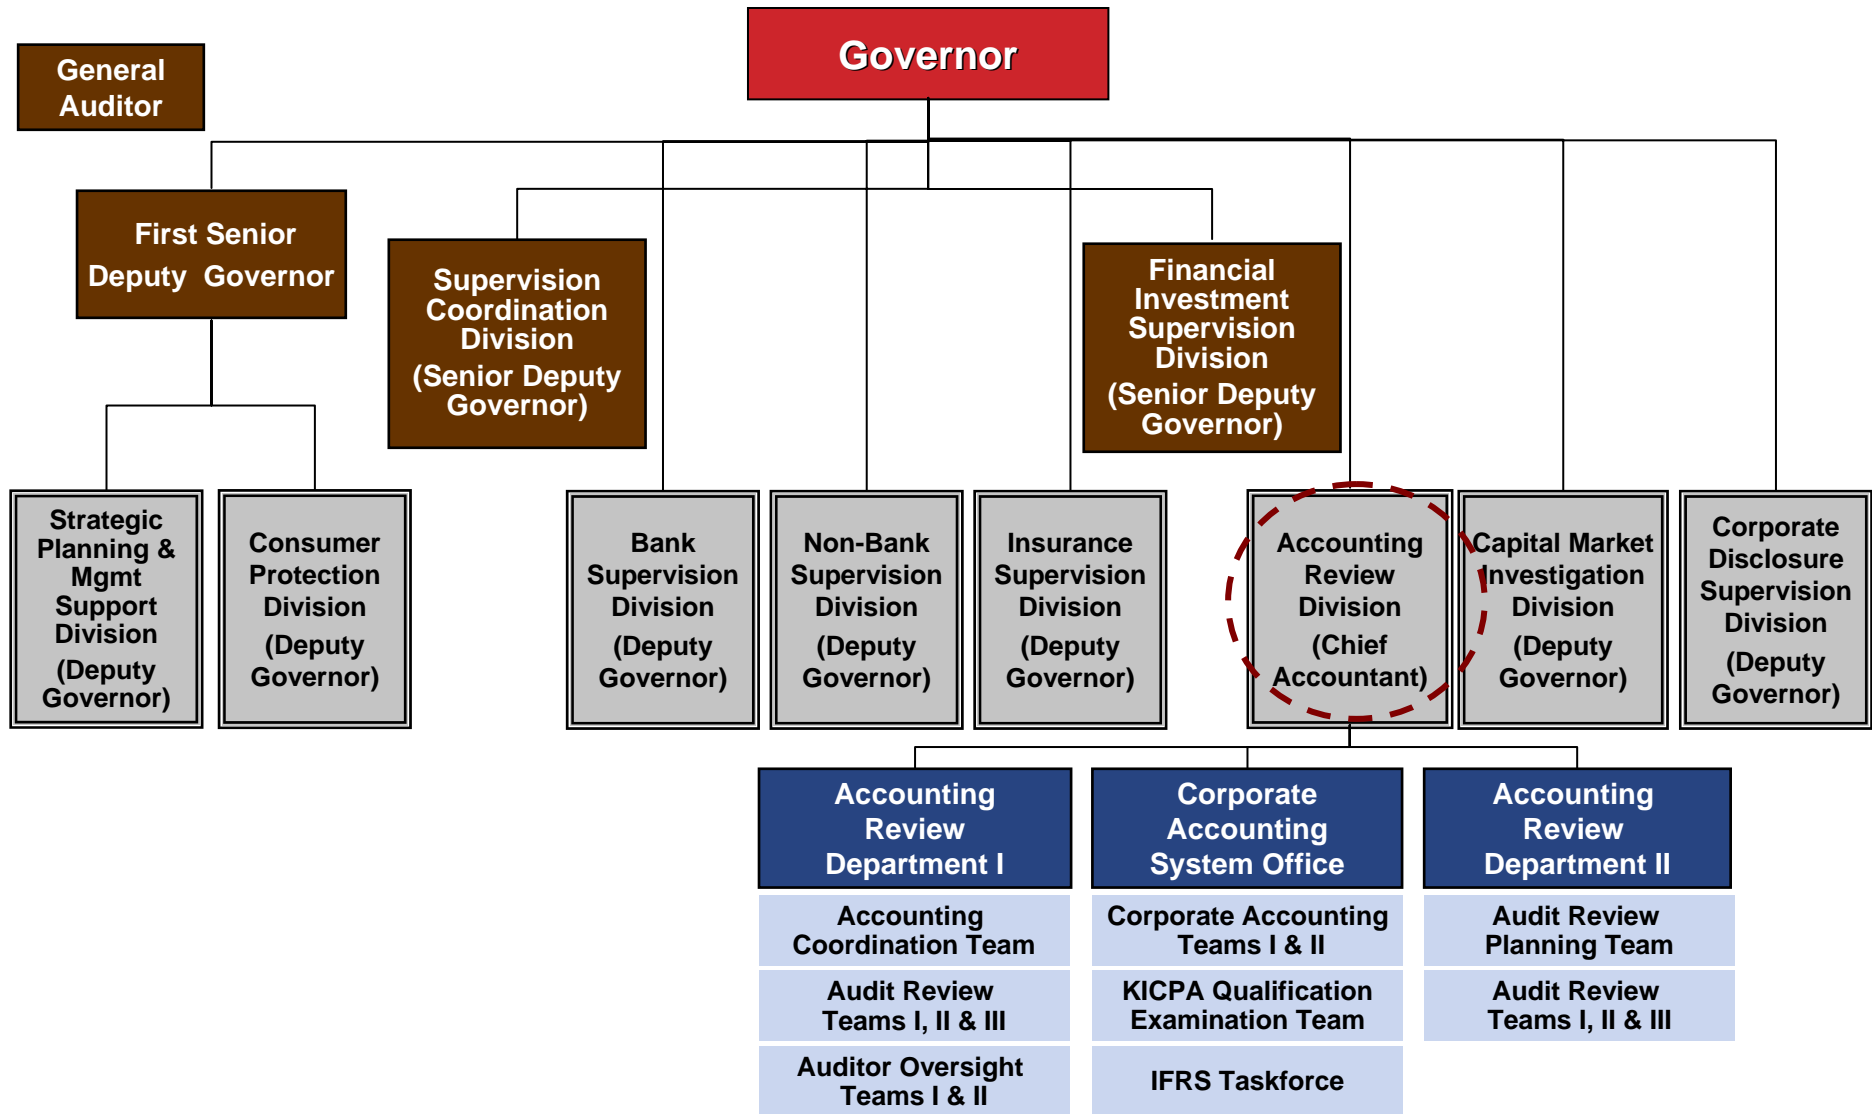 Governor
General
Auditor
First Senior
Deputy Governor
Supervision
Coordination
Division
(Senior Deputy
Governor)
Financial
Investment
Supervision
Division
(Senior Deputy
Governor)
Strategic
Planning &
Mgmt
Support
Division
(Deputy
Governor)
Consumer
Protection
Division
(Deputy
Governor)
Bank
Supervision
Division
(Deputy
Governor)
Non-Bank
Supervision
Division
(Deputy
Governor)
Insurance
Supervision
Division
(Deputy
Governor)
Accounting
Review
Division
(Chief
Accountant)
Capital Market
Investigation
Division
(Deputy
Governor)
Corporate
Disclosure
Supervision
Division
(Deputy
Governor)
Accounting
Review
Department I
Accounting
Coordination Team
Audit Review
Teams I, II & III
Auditor Oversight
Teams I & II
Corporate
Accounting
System Office
Corporate Accounting
Teams I & II
KICPA Qualification
Examination Team
IFRS Taskforce
Accounting
Review
Department II
Audit Review
Planning Team
Audit Review
Teams I, II & III